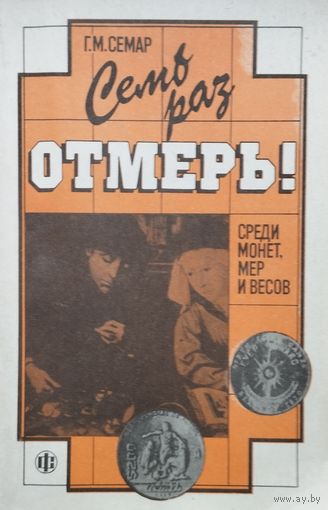 Г.М.СЕМАР
Семь
раз
ОТМЕРЬ!
СРЕДИ
МОНЕТ,
МЕР
И ВЕСОВ
www.ay.by